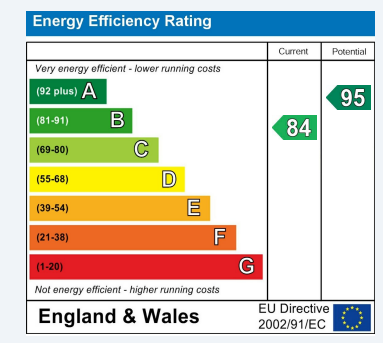 Energy Efficiency Rating
Current Potential
Very energy efficient - lower running costs
(92 plus) A
(81-91) B
(69-80) C
(55-68) D
(39-54) E
(21-38) F
(1-20) G
84
95
Not energy efficient - higher running costs
England & Wales
EU Directive
2002/91/EC